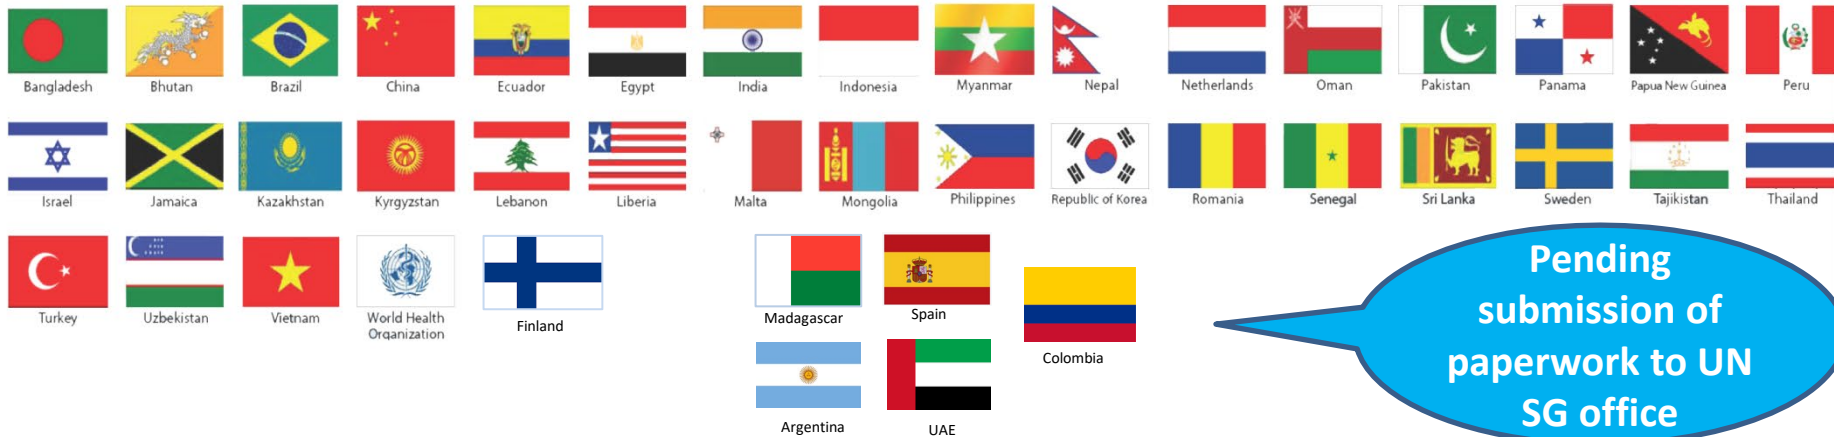 Bangladesh
Bhutan
Brazil
China
Ecuador
Egypt
India
Indonesia
Myanmar
Nepal
Netherlands
Oman
Pakistan
Panama
Papua New Guinea
Peru
Israel
Jamaica
Kazakhstan
Kyrgyzstan
Lebanon
Liberia
Malta
Mongolia
Philippines
Republic of Korea
Romania
Senegal
Sri Lanka
Sweden
Tajikistan
Thailand
Turkey
Uzbekistan
Vietnam
World Health
Organization
Finland
Madagascar
Spain
Colombia
Argentina
UAE
Pending
submission of
paperwork to UN
SG office